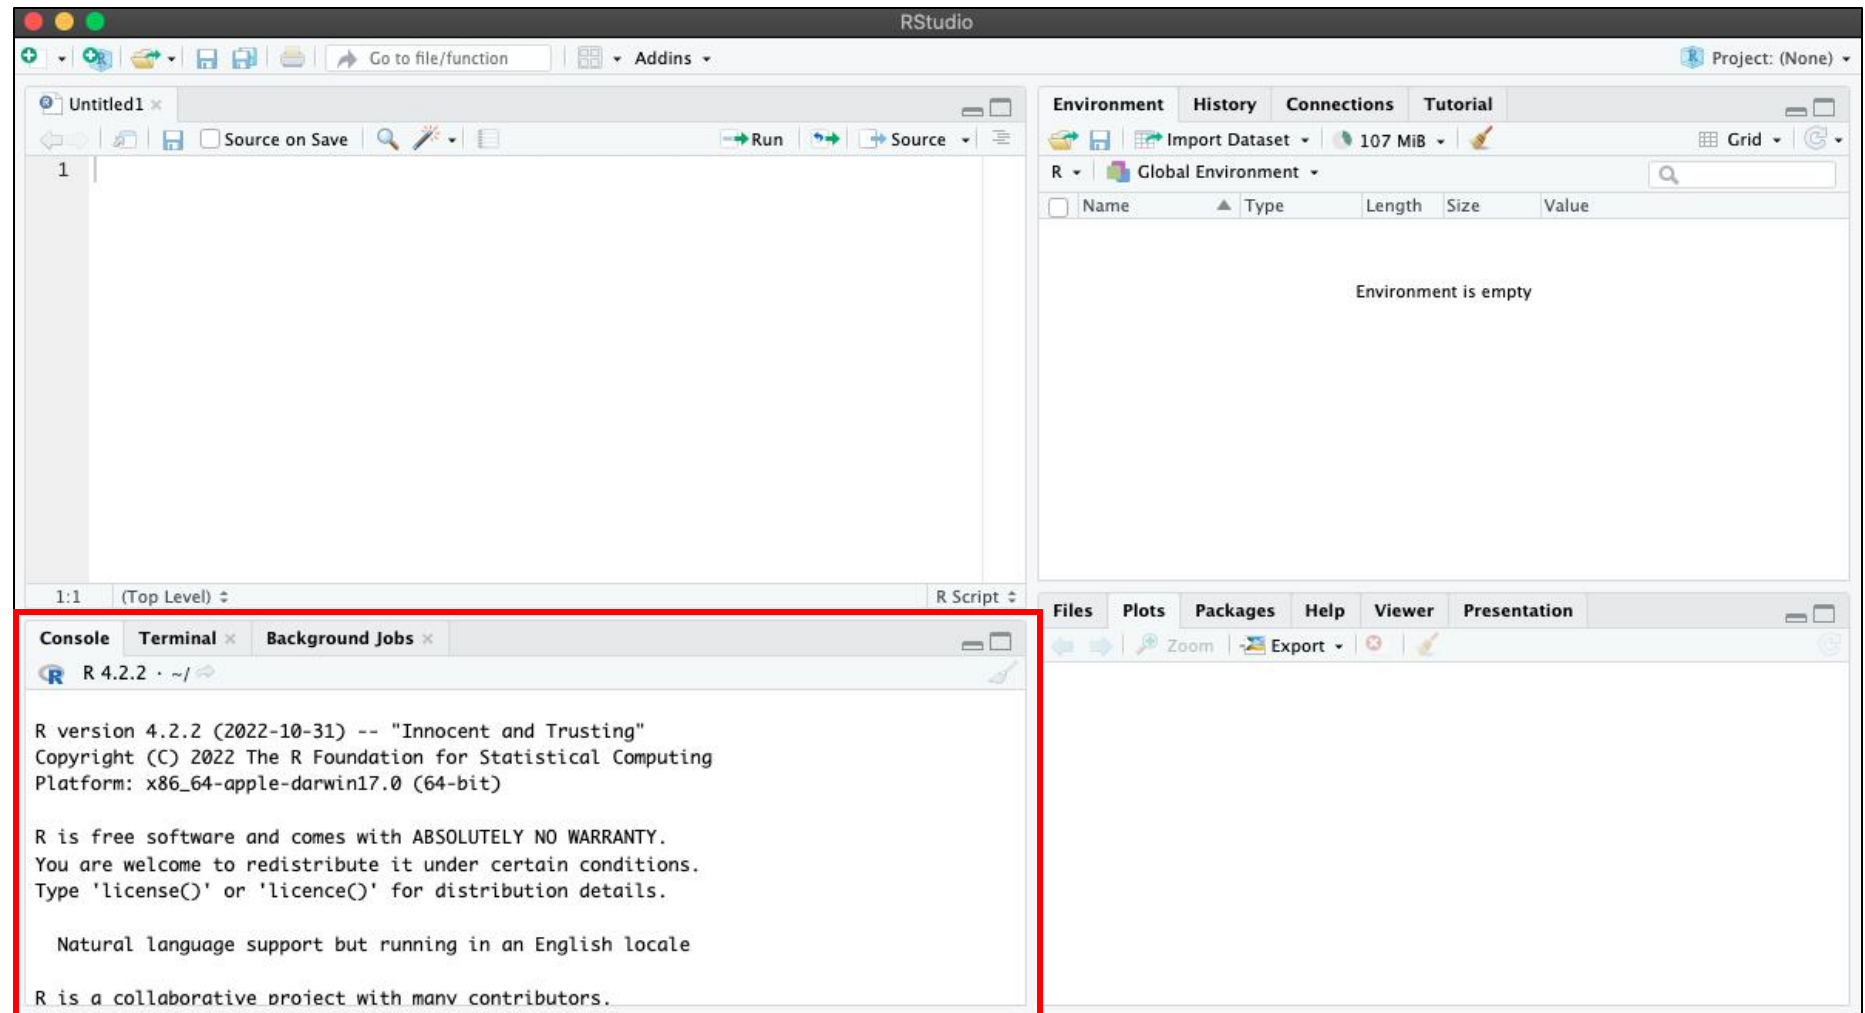 RStudio
Go to file/function
Addins
Project: (None)
Untitled1
Source on Save
Run
Source
1
1:1 (Top Level) R Script
Environment History Connections Tutorial
Import Dataset 107 MiB Grid
R Global Environment
Name Type Length Size Value
Environment is empty
Console Terminal Background Jobs
R 4.2.2 · ~/
R version 4.2.2 (2022-10-31) -- "Innocent and Trusting"
Copyright (C) 2022 The R Foundation for Statistical Computing
Platform: x86_64-apple-darwin17.0 (64-bit)
R is free software and comes with ABSOLUTELY NO WARRANTY.
You are welcome to redistribute it under certain conditions.
Type 'license()' or 'licence()' for distribution details.
Natural language support but running in an English locale
R is a collaborative project with many contributors.
Files Plots Packages Help Viewer Presentation
Zoom Export